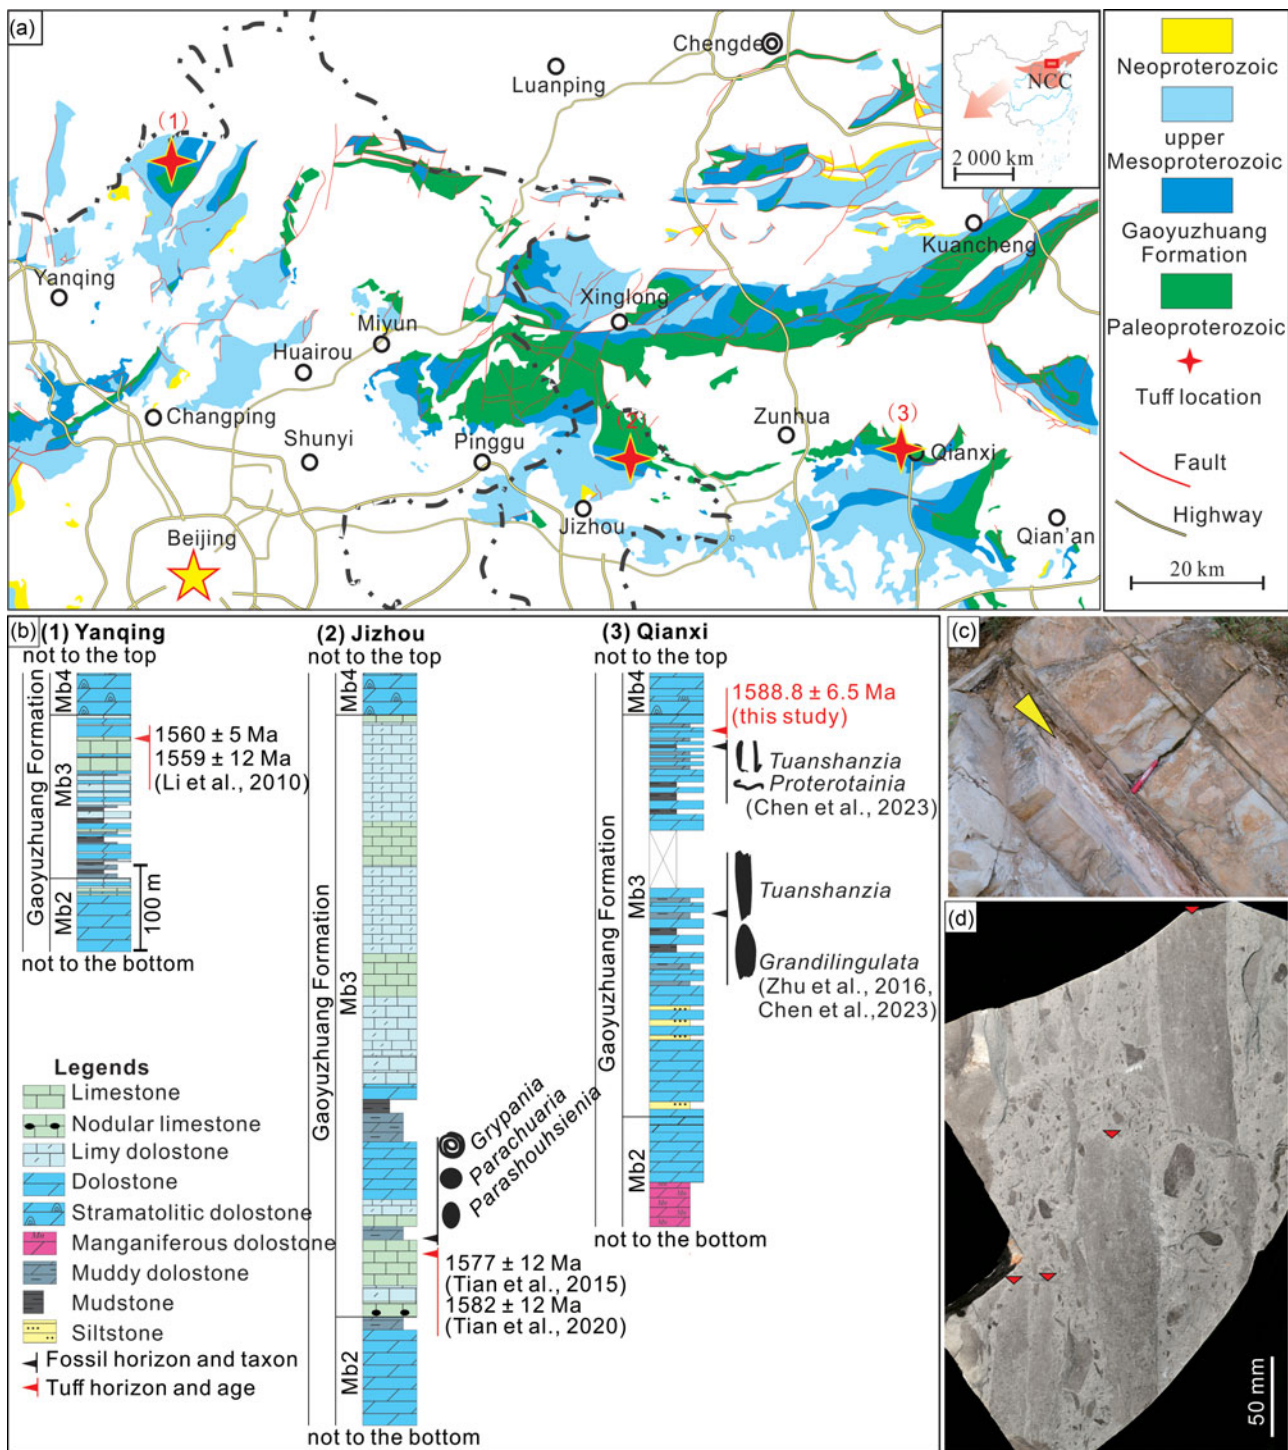 (a)
Chengde
Luanping
(1)
NCC
2 000 km
Kuancheng
Yanqing
Xinglong
Miyun
Huairou
Changping
Shunyi
Pinggu
(2)
Zunhua
(3)
Qianxi
Jizhou
Qian'an
Beijing
Neoproterozoic
upper
Mesoproterozoic
Gaoyuzhuang
Formation
Paleoproterozoic
Tuff location
Fault
Highway
20 km
(b)
(1) Yanqing
not to the top
Gaoyuzhuang Formation
Mb4
Mb3
Mb2
1560 ± 5 Ma
1559 ± 12 Ma
(Li et al., 2010)
100 m
not to the bottom
(2) Jizhou
not to the top
Gaoyuzhuang Formation
Mb4
Mb3
Mb2
Grypania
Parachuaria
Parashouhsienia
1577 ± 12 Ma
(Tian et al., 2015)
1582 ± 12 Ma
(Tian et al., 2020)
not to the bottom
(3) Qianxi
not to the top
Gaoyuzhuang Formation
Mb4
Mb3
Mb2
1588.8 ± 6.5 Ma
(this study)
Tuanshanzia
Proterotainia
(Chen et al., 2023)
Tuanshanzia
Grandilingulata
(Zhu et al., 2016,
Chen et al.,2023)
not to the bottom
Legends
Limestone
Nodular limestone
Limy dolostone
Dolostone
Stramatolitic dolostone
Mn
Manganiferous dolostone
Muddy dolostone
Mudstone
Siltstone
Fossil horizon and taxon
Tuff horizon and age
(c)
(d)
50 mm